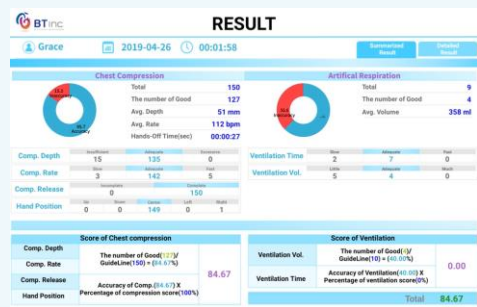 BTinc
RESULT
Grace 2019-04-26 00:01:58
Summarized Result
Detailed Result
Chest Compression
Total 150
The number of Good 127
Avg. Depth 51 mm
Avg. Rate 112 bpm
Hands-Off Time(sec) 00:00:27
Artifical Respiration
Total 9
The number of Good 4
Avg. Volume 358 ml
Insufficient Adequate
Comp. Depth 15 135 0
Slow Adequate Fast
Comp. Rate 3 142 5
Incomplete Complete
Comp. Release 0 150
Center Left Right
Hand Position 0 0 149 0 1
Slow Adequate Fast
Ventilation Time 2 7 0
Little Adequate Much
Ventilation Vol. 5 4 0
Score of Chest compression
Comp. Depth
Comp. Rate
Comp. Release
Hand Position
The number of Good(127)/
GuideLine(150) = (84.67%)
Accuracy of Comp.(84.67) X
Percentage of compression score(100%)
84.67
Score of Ventilation
Ventilation Vol.
Ventilation Time
The number of Good(4)/
GuideLine(10) = (40.00%)
Accuracy of Ventilation(40.00) X
Percentage of ventilation score(0%)
0.00
Total 84.67